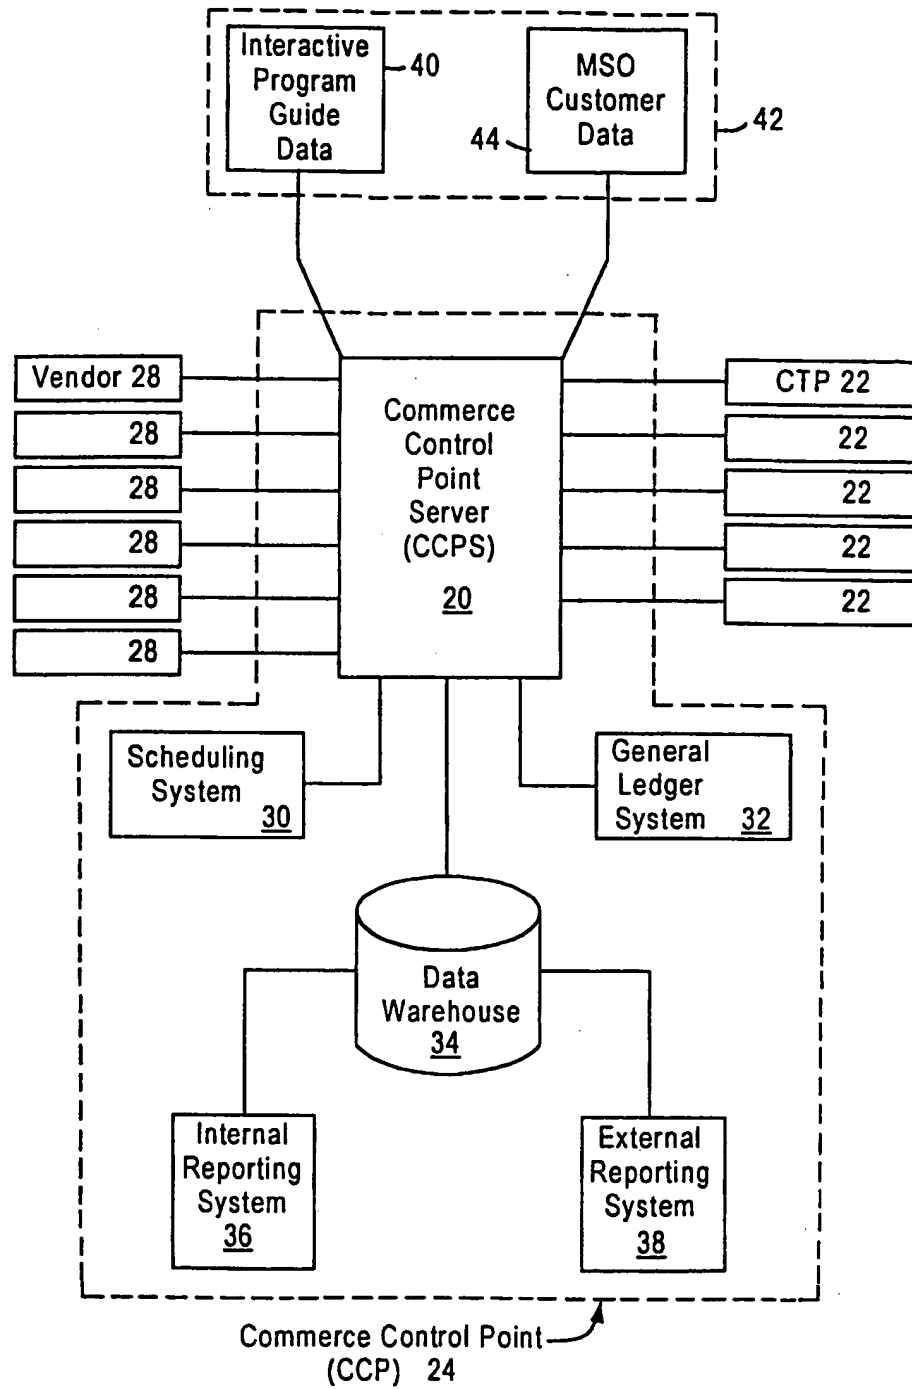 Interactive
Program
Guide
Data
40
MSO
Customer
Data
44
42
Vendor 28
28
28
28
28
28
Commerce
Control
Point
Server
(CCPS)
20
CTP 22
22
22
22
22
Scheduling
System
30
General
Ledger
System 32
Data
Warehouse
34
Internal
Reporting
System
36
External
Reporting
System
38
Commerce Control Point
(CCP) 24